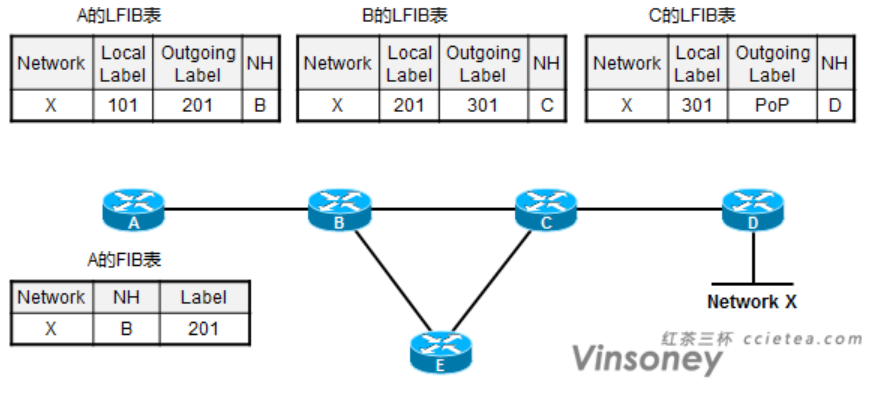 A的LFIB表
Network Local Label Outgoing Label NH
X 101 201 B
B的LFIB表
Network Local Label Outgoing Label NH
X 201 301 C
C的LFIB表
Network Local Label Outgoing Label NH
X 301 PoP D
A
B
C
D
A的FIB表
Network NH Label
X B 201
Network X
E
红茶三杯 ccietea.com
Vinsoney